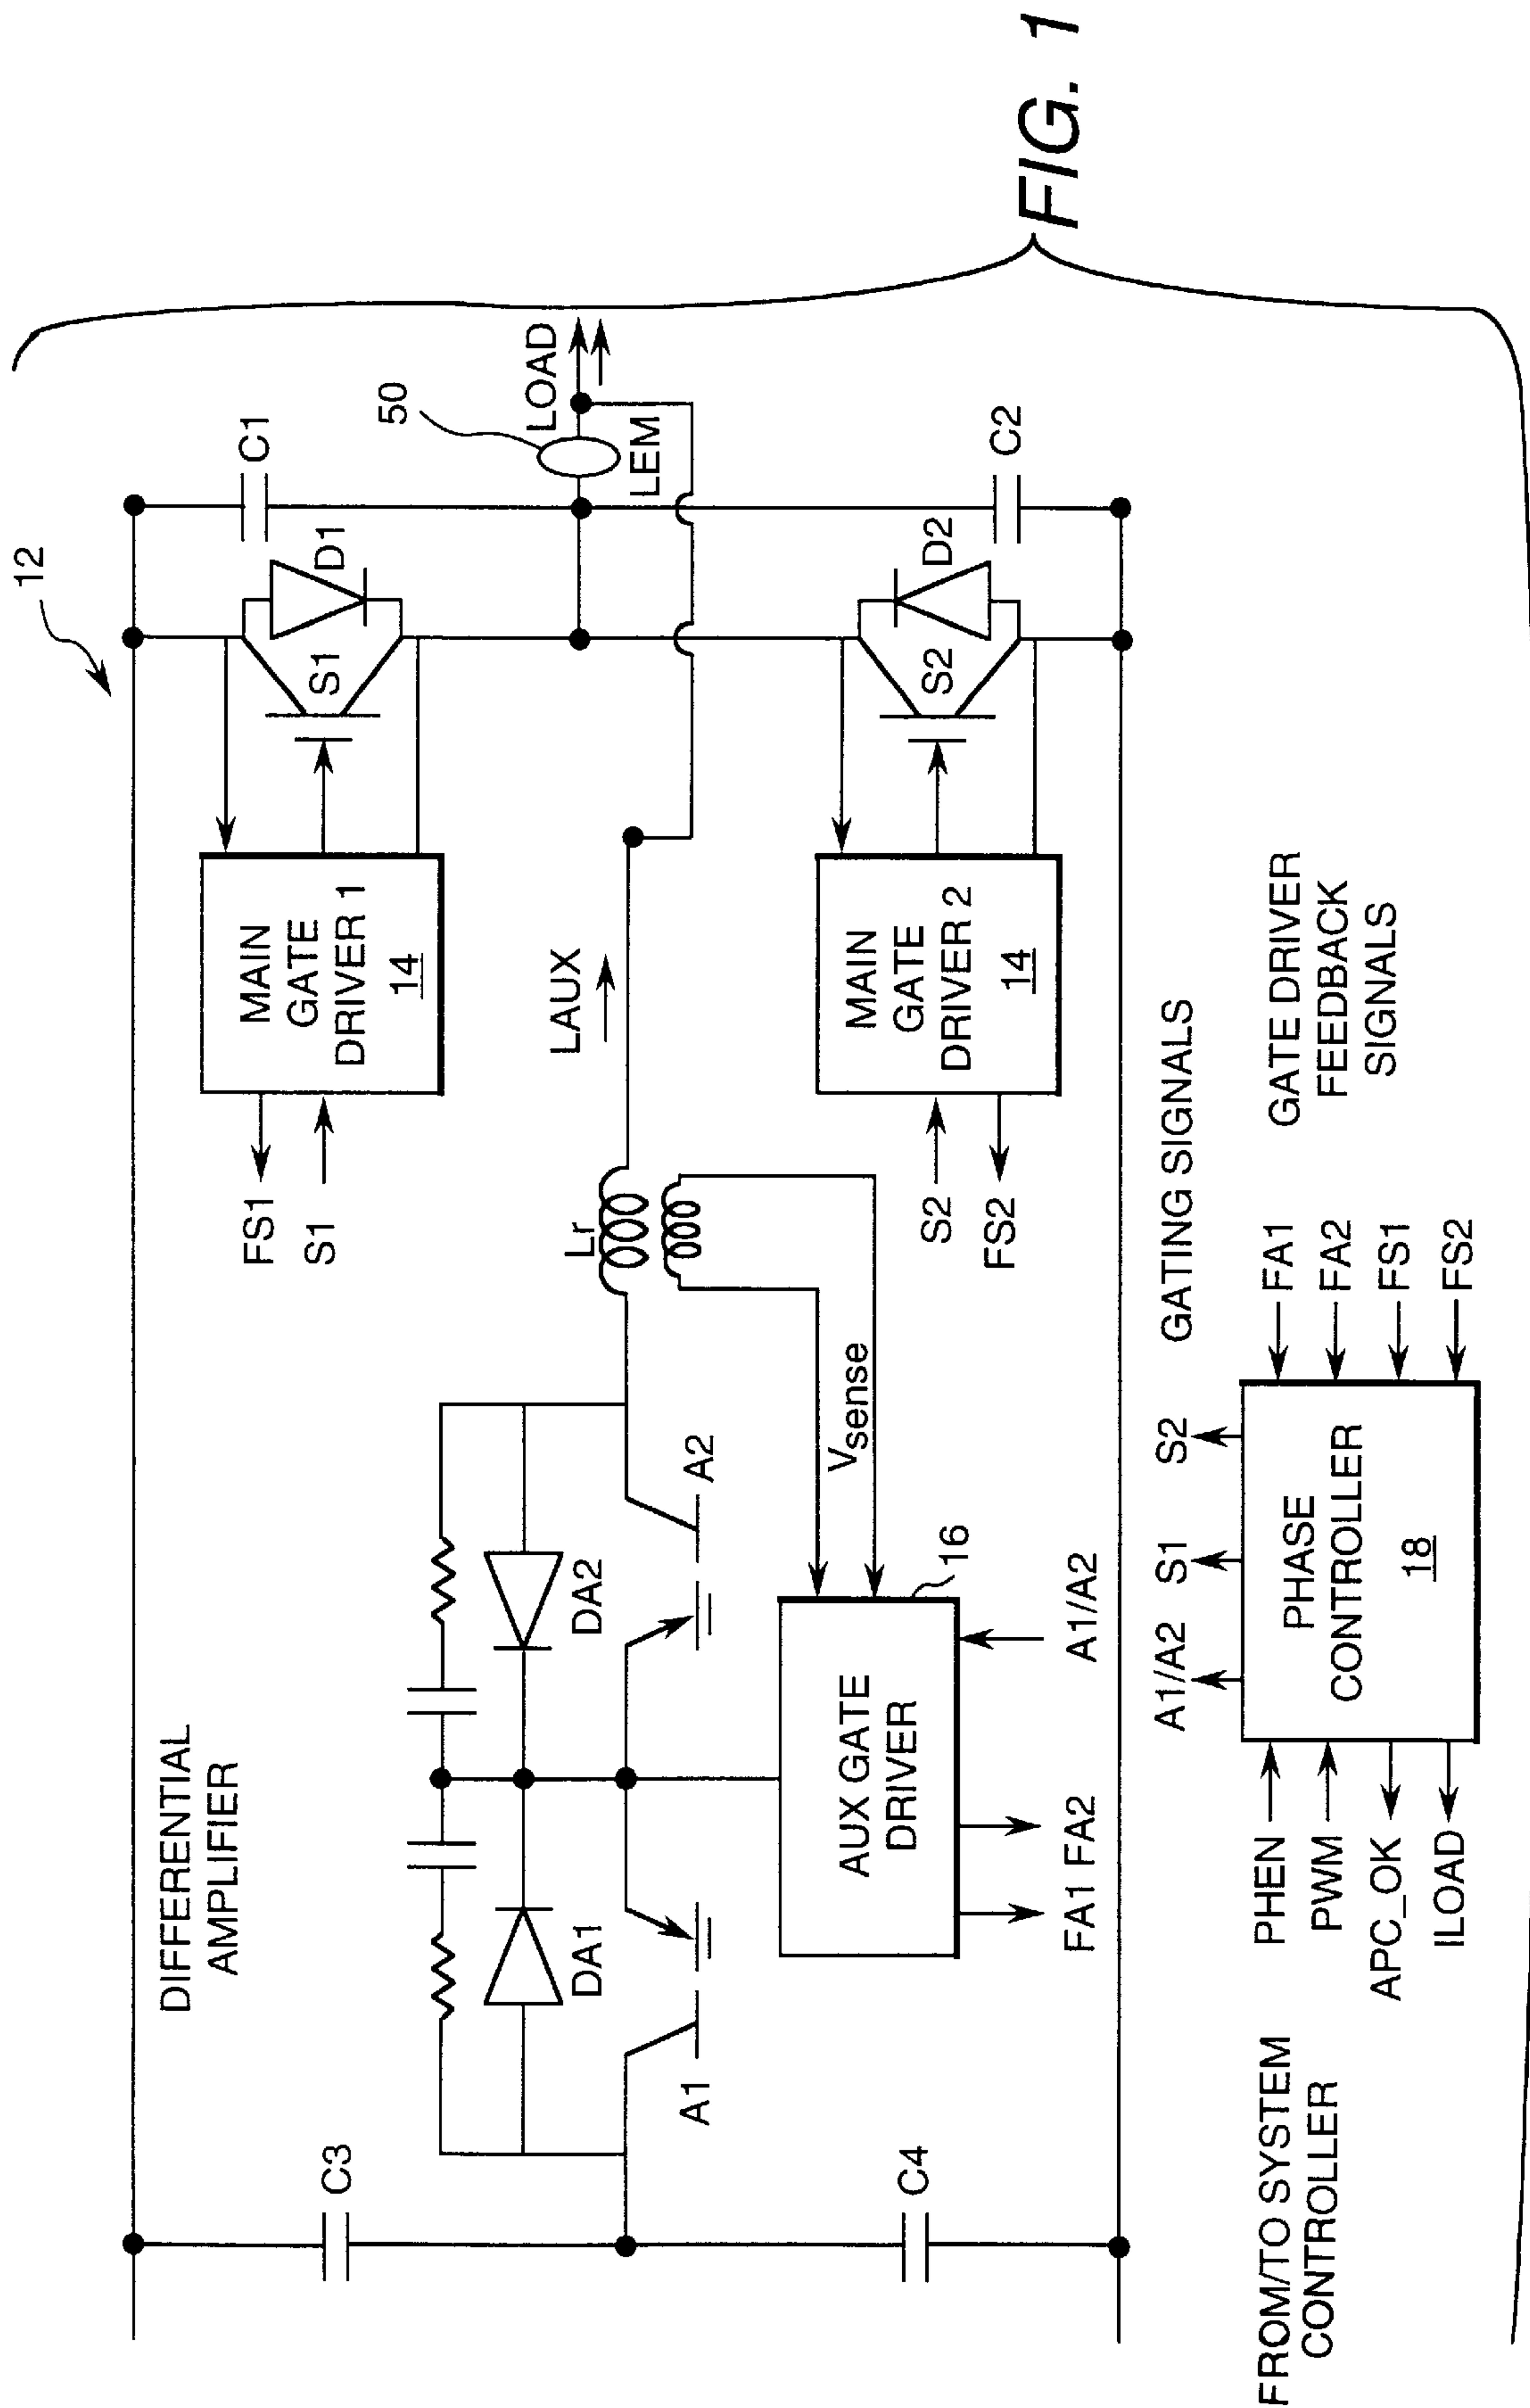 12
DIFFERENTIAL
AMPLIFIER
C3
C4
DA1
DA2
A1
A2
AUX GATE
DRIVER
16
FA1 FA2
A1/A2
Vsense
Lr
LAUX
FS1
S1
MAIN
GATE
DRIVER 1
14
S1
D1
C1
50
LOAD
LEM
S2
FS2
MAIN
GATE
DRIVER 2
14
S2
D2
C2
FROM/TO SYSTEM
CONTROLLER
PHEN
PWM
APC_OK
ILOAD
A1/A2
S1
S2
GATING SIGNALS
PHASE
CONTROLLER
18
FA1
FA2
FS1
FS2
GATE DRIVER
FEEDBACK
SIGNALS
FIG. 1